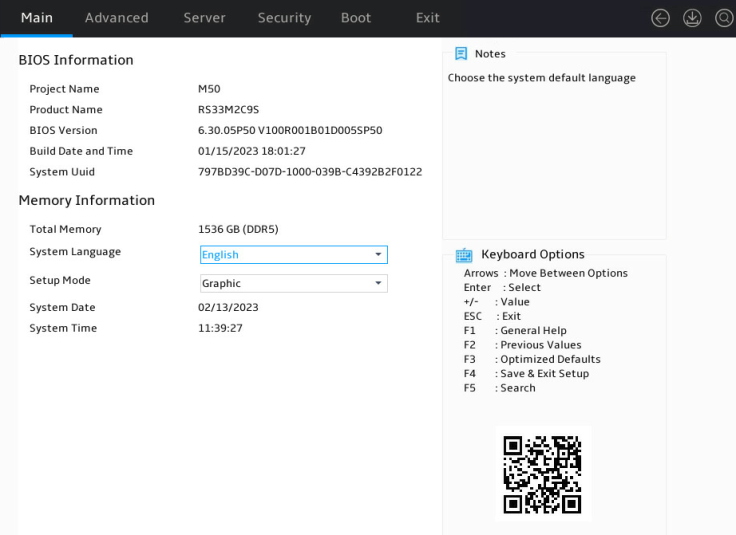 Main Advanced Server Security Boot Exit
BIOS Information
Project Name M50
Product Name RS33M2C9S
BIOS Version 6.30.05P50 V100R001B01D005SP50
Build Date and Time 01/15/2023 18:01:27
System Uuid 797BD39C-D07D-1000-039B-C4392B2F0122
Memory Information
Total Memory 1536 GB (DDR5)
System Language English
Setup Mode Graphic
System Date 02/13/2023
System Time 11:39:27
Notes
Choose the system default language
Keyboard Options
Arrows : Move Between Options
Enter : Select
+/- : Value
ESC : Exit
F1 : General Help
F2 : Previous Values
F3 : Optimized Defaults
F4 : Save & Exit Setup
F5 : Search